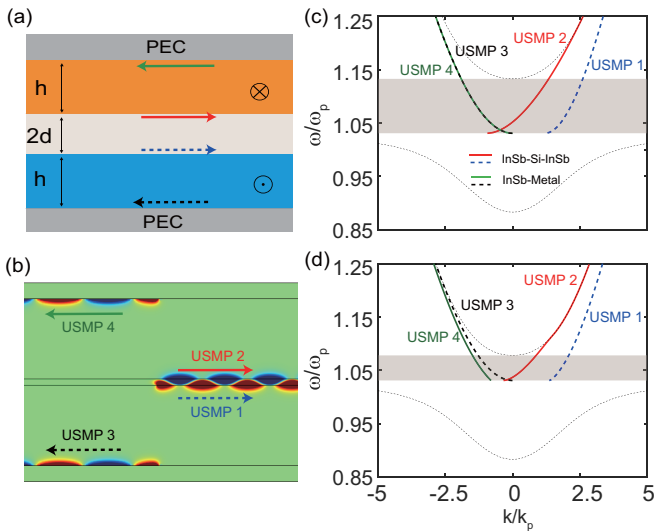 (a)
PEC
h
2d
h
PEC
(b)
USMP 4
USMP 2
USMP 1
USMP 3
(c)
1.25
1.15
1.05
0.95
0.85
ω/ωp
USMP 3
USMP 4
USMP 2
USMP 1
InSb-Si-InSb
InSb-Metal
(d)
1.25
1.15
1.05
0.95
0.85
ω/ωp
USMP 3
USMP 4
USMP 2
USMP 1
-5
-2.5
0
2.5
5
k/kp